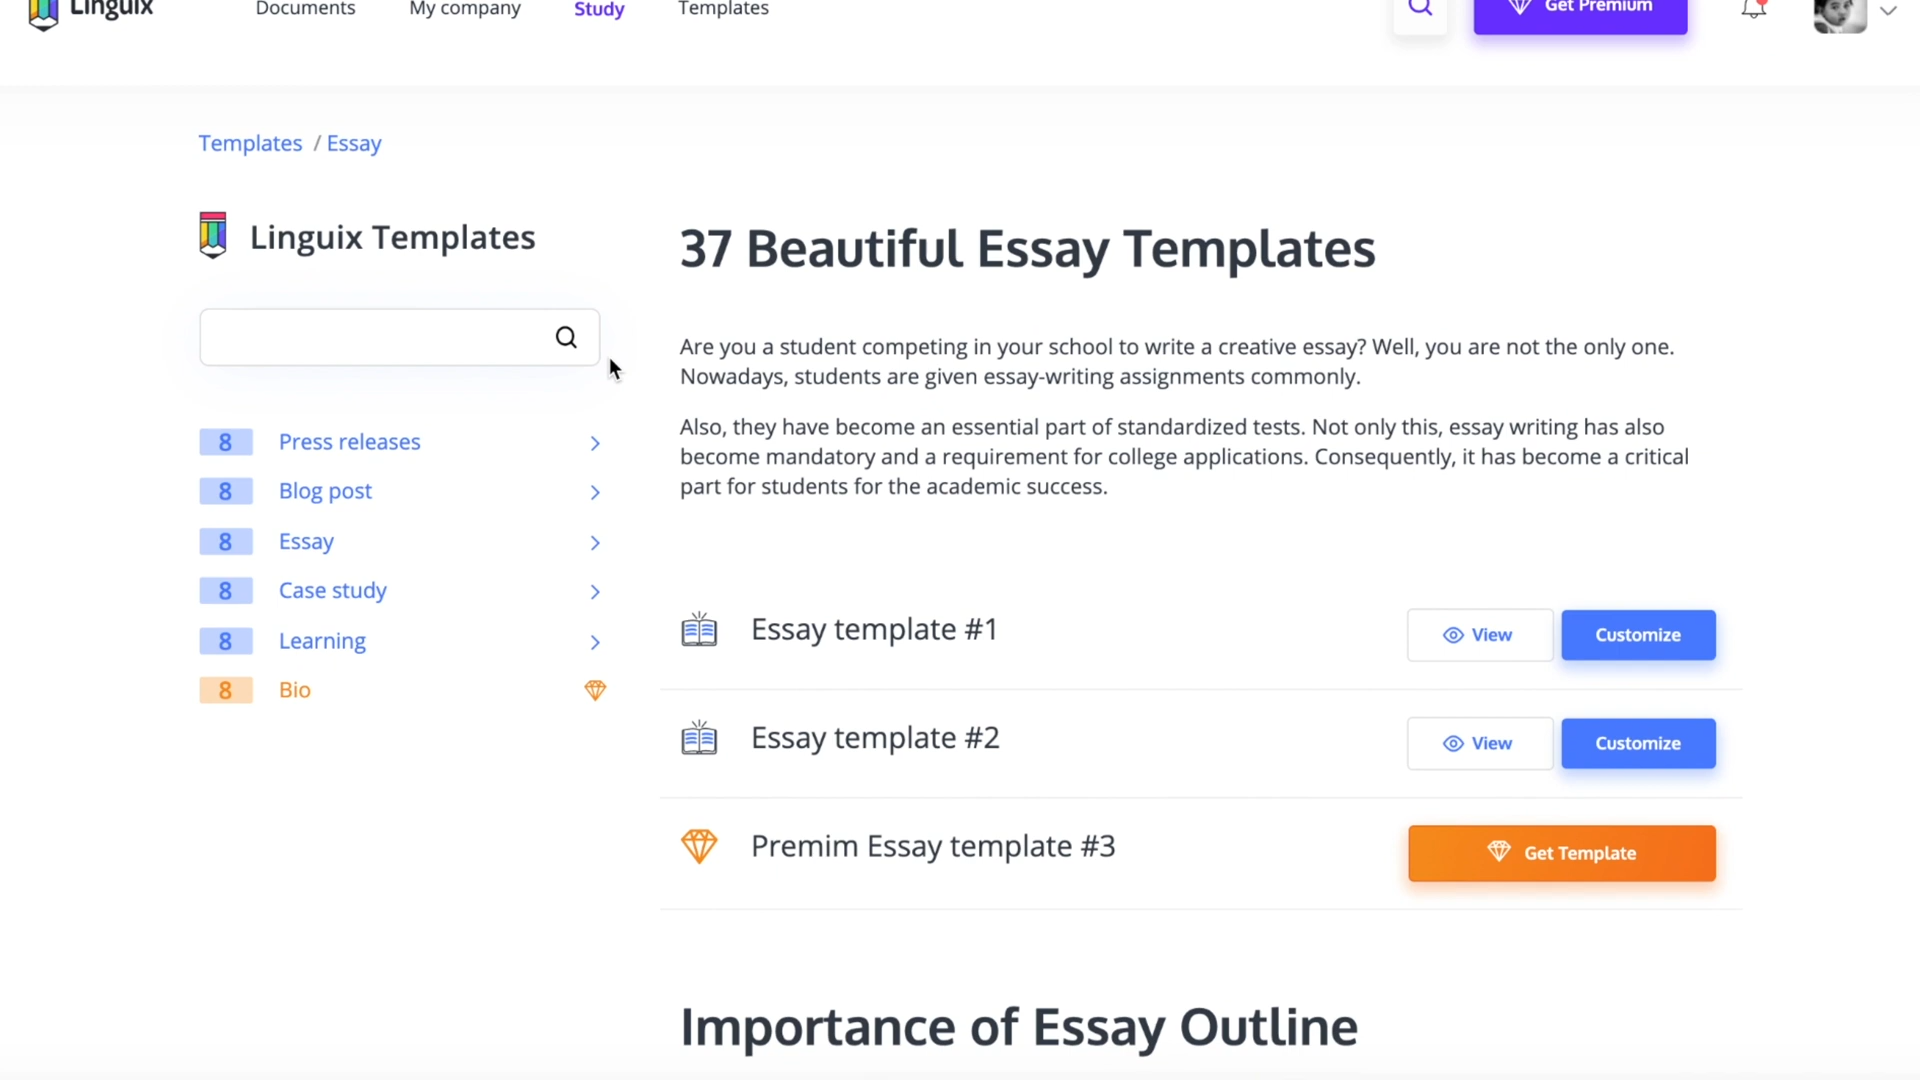 Linguix
Documents
My company
Study
Templates
Get Premium
Templates / Essay
Linguix Templates
8 Press releases
8 Blog post
8 Essay
8 Case study
8 Learning
8 Bio
37 Beautiful Essay Templates
Are you a student competing in your school to write a creative essay? Well, you are not the only one.
Nowadays, students are given essay-writing assignments commonly.
Also, they have become an essential part of standardized tests. Not only this, essay writing has also
become mandatory and a requirement for college applications. Consequently, it has become a critical
part for students for the academic success.
Essay template #1
View
Customize
Essay template #2
View
Customize
Premim Essay template #3
Get Template
Importance of Essay Outline